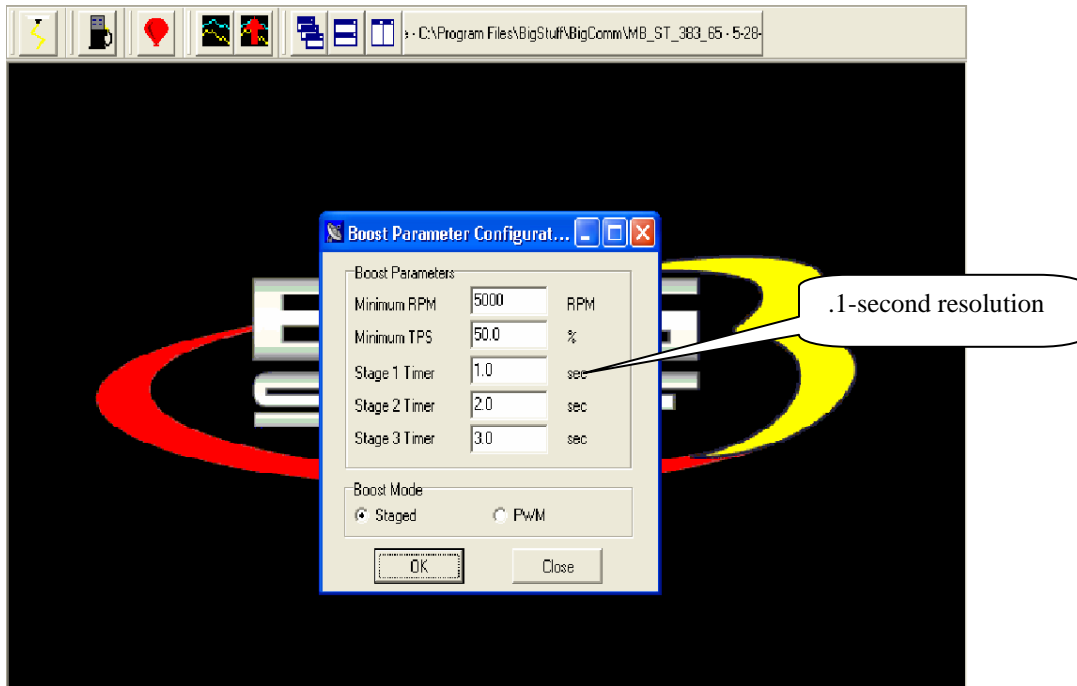 - C:\Program Files\BigStuff\BigComm\MB_ST_383_65 - 5-28-
Boost Parameter Configurat...
Boost Parameters
Minimum RPM 5000 RPM
Minimum TPS 50.0 %
Stage 1 Timer 1.0 sec
Stage 2 Timer 2.0 sec
Stage 3 Timer 3.0 sec
.1-second resolution
Boost Mode
Staged PWM
OK Close